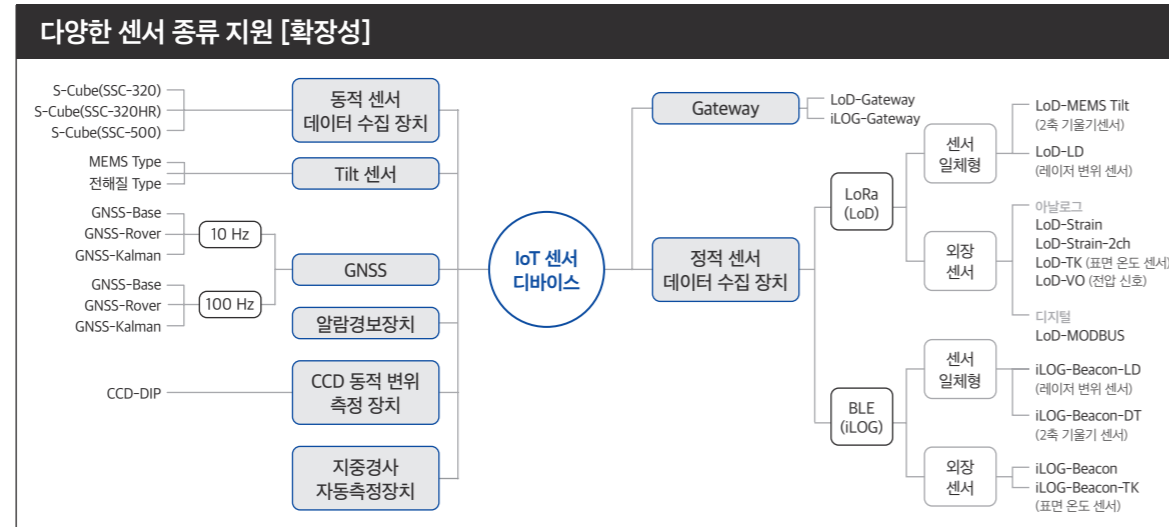 다양한 센서 종류 지원 [확장성]
S-Cube(SSC-320)
S-Cube(SSC-320HR)
S-Cube(SSC-500)
동적 센서
데이터 수집 장치
MEMS Type
전해질 Type
Tilt 센서
GNSS-Base
GNSS-Rover
GNSS-Kalman
10 Hz
GNSS-Base
GNSS-Rover
GNSS-Kalman
100 Hz
GNSS
알람경보장치
CCD-DIP
CCD 동적 변위
측정 장치
지중경사
자동측정장치
IoT 센서
디바이스
Gateway
LoD-Gateway
iLOG-Gateway
정적 센서
데이터 수집 장치
LoRa
(LoD)
센서
일체형
LoD-MEMS Tilt
(2축 기울기센서)
LoD-LD
(레이저 변위 센서)
외장
센서
아날로그
LoD-Strain
LoD-Strain-2ch
LoD-TK (표면 온도 센서)
LoD-VO (전압 신호)
디지털
LoD-MODBUS
BLE
(iLOG)
센서
일체형
iLOG-Beacon-LD
(레이저 변위 센서)
iLOG-Beacon-DT
(2축 기울기 센서)
외장
센서
iLOG-Beacon
iLOG-Beacon-TK
(표면 온도 센서)